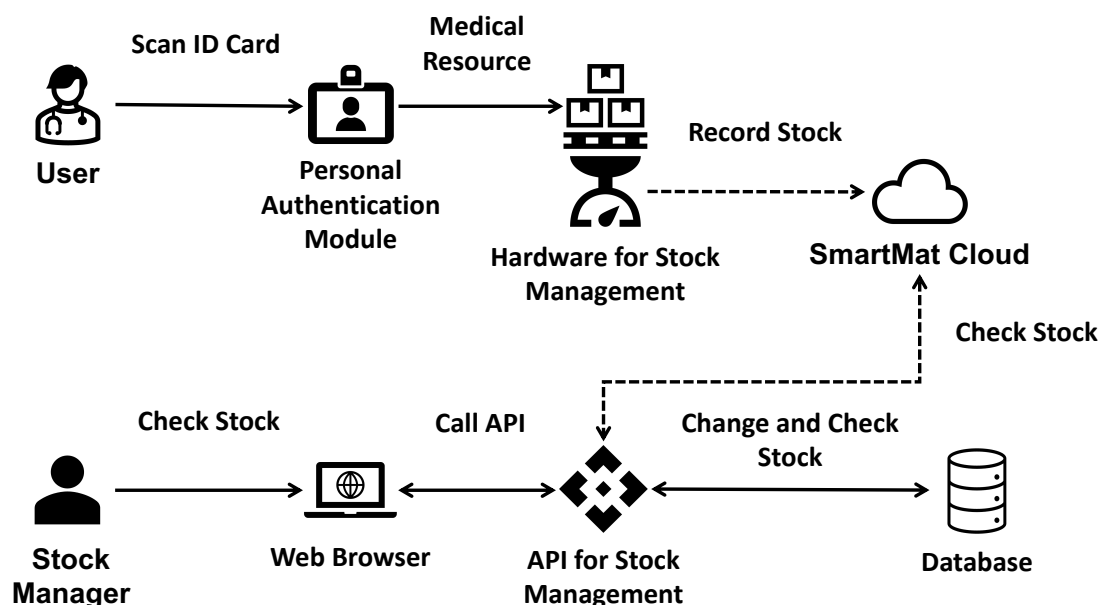 Scan ID Card
Medical
Resource
Record Stock
User
Personal
Authentication
Module
Hardware for Stock
Management
SmartMat Cloud
Check Stock
Check Stock
Call API
Change and Check
Stock
Stock
Manager
Web Browser
API for Stock
Management
Database